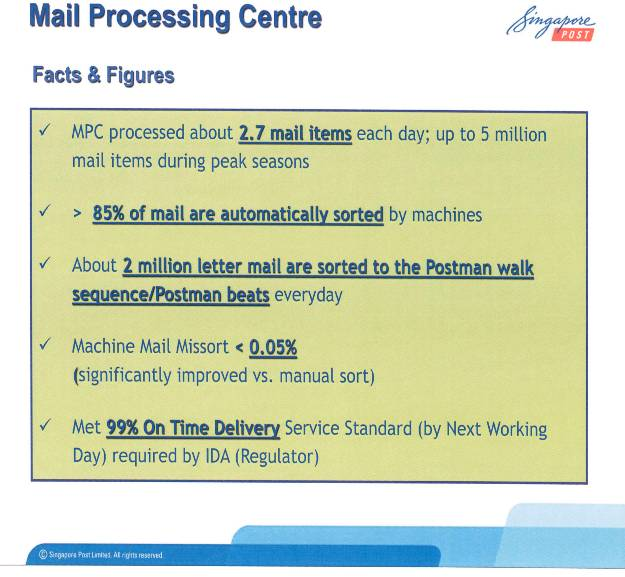 Mail Processing Centre
Singapore
POST
Facts & Figures
✓ MPC processed about 2.7 mail items each day; up to 5 million
mail items during peak seasons
✓ > 85% of mail are automatically sorted by machines
✓ About 2 million letter mail are sorted to the Postman walk
sequence/Postman beats everyday
✓ Machine Mail Missort < 0.05%
(significantly improved vs. manual sort)
✓ Met 99% On Time Delivery Service Standard (by Next Working
Day) required by IDA (Regulator)
© Singapore Post Limited. All rights reserved.